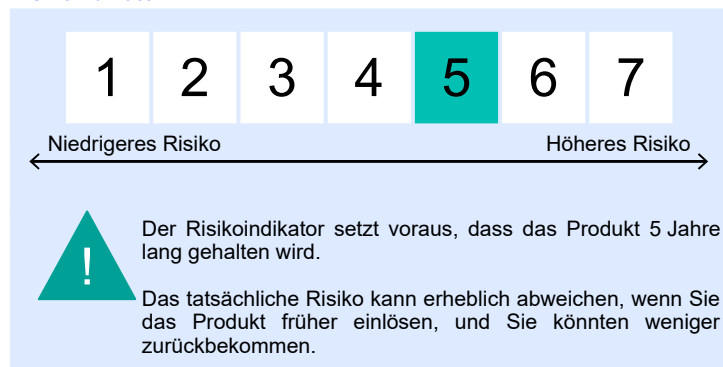 1 2 3 4 5 6 7
Niedrigeres Risiko Höheres Risiko
!
Der Risikoindikator setzt voraus, dass das Produkt 5 Jahre
lang gehalten wird.
Das tatsächliche Risiko kann erheblich abweichen, wenn Sie
das Produkt früher einlösen, und Sie könnten weniger
zurückbekommen.